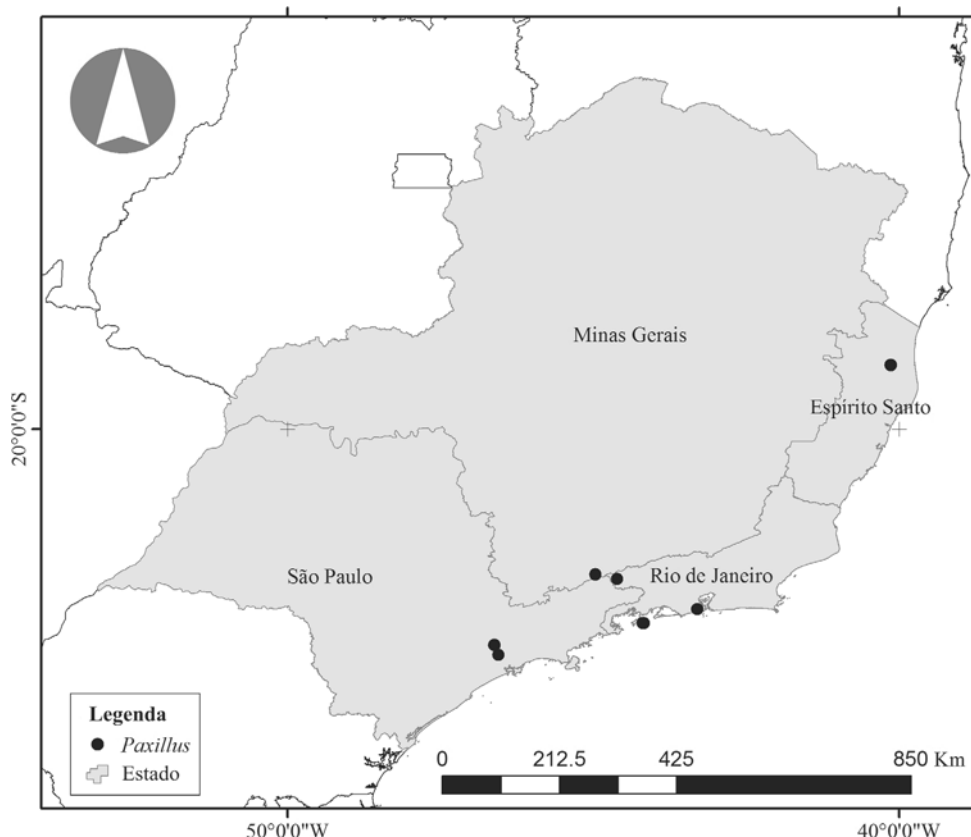 Minas Gerais
Espírito Santo
20°0'0"S
São Paulo
Rio de Janeiro
Legenda
Paxillus
Estado
0 212.5 425 850 Km
50°0'0"W 40°0'0"W